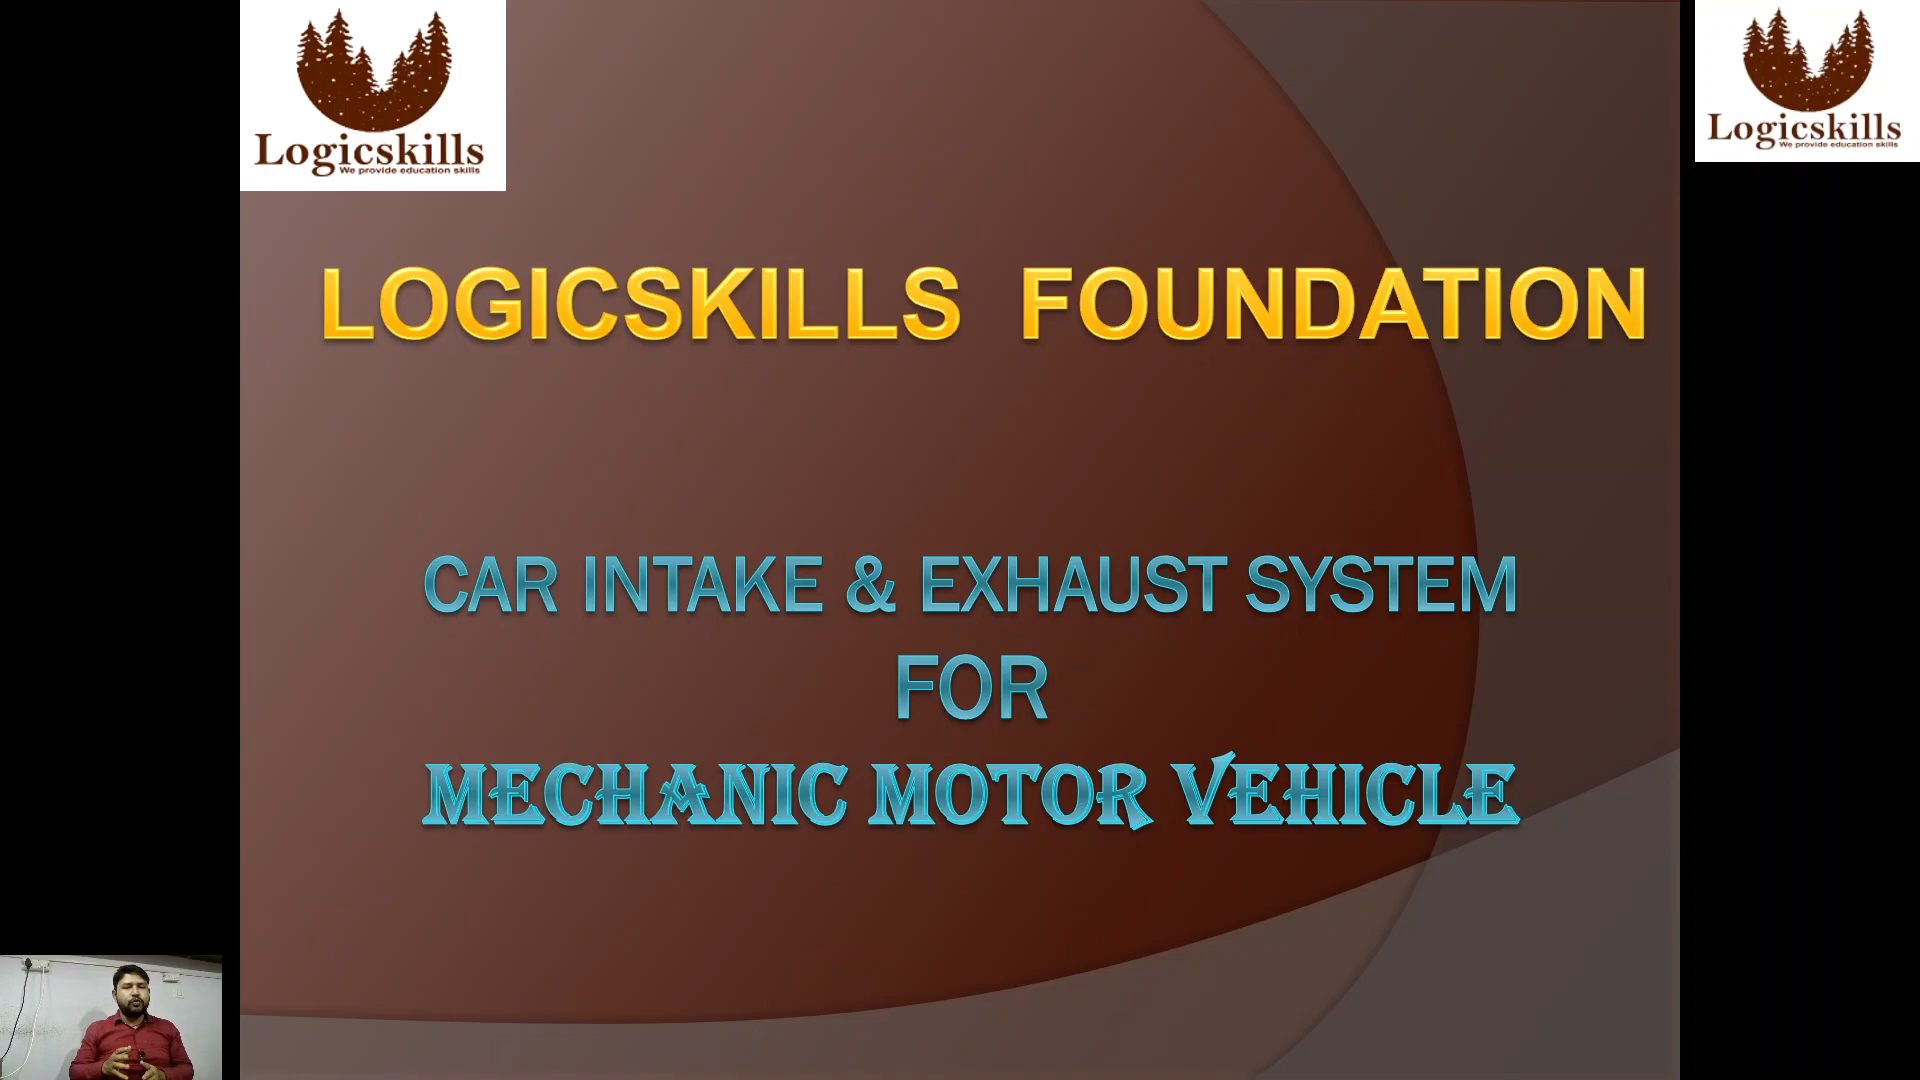 Logicskills
We provide education skills
Logicskills
We provide education skills
LOGICSKILLS FOUNDATION
CAR INTAKE & EXHAUST SYSTEM
FOR
MECHANIC MOTOR VEHICLE